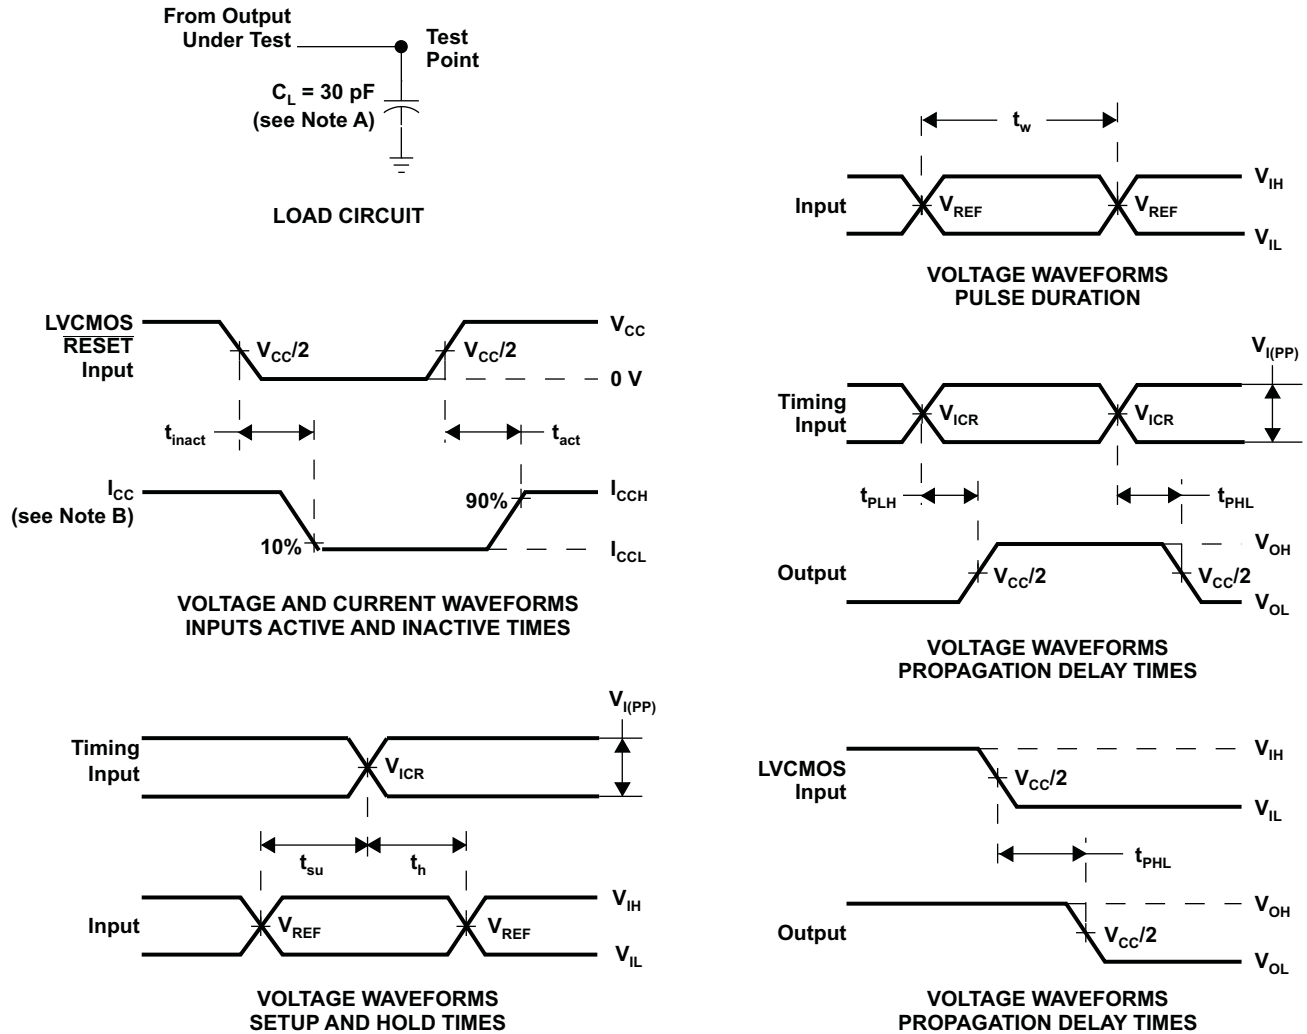 From Output
Under Test
Test
Point
C_L = 30 pF
(see Note A)
LOAD CIRCUIT
t_w
Input
V_REF
V_REF
V_IH
V_IL
VOLTAGE WAVEFORMS
PULSE DURATION
LVCMOS
RESET
Input
V_CC/2
V_CC/2
V_CC
0 V
t_inact
t_act
I_CC
(see Note B)
10%
90%
I_CCH
I_CCL
VOLTAGE AND CURRENT WAVEFORMS
INPUTS ACTIVE AND INACTIVE TIMES
V_I(PP)
Timing
Input
V_ICR
V_ICR
t_PLH
t_PHL
Output
V_CC/2
V_CC/2
V_OH
V_OL
VOLTAGE WAVEFORMS
PROPAGATION DELAY TIMES
V_I(PP)
Timing
Input
V_ICR
t_su
t_h
Input
V_REF
V_REF
V_IH
V_IL
VOLTAGE WAVEFORMS
SETUP AND HOLD TIMES
LVCMOS
Input
V_CC/2
V_IH
V_IL
t_PHL
Output
V_CC/2
V_OH
V_OL
VOLTAGE WAVEFORMS
PROPAGATION DELAY TIMES